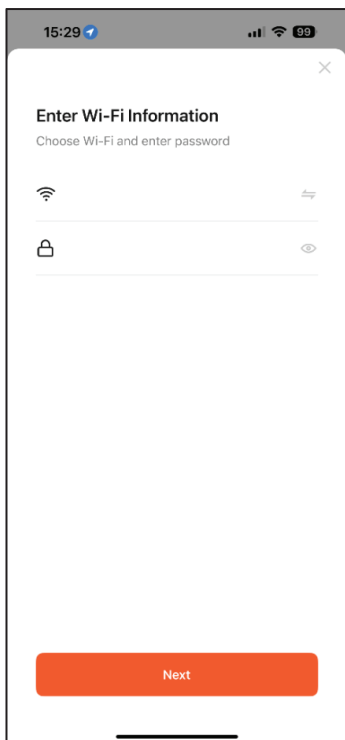 15:29
99
Enter Wi-Fi Information
Choose Wi-Fi and enter password
Next